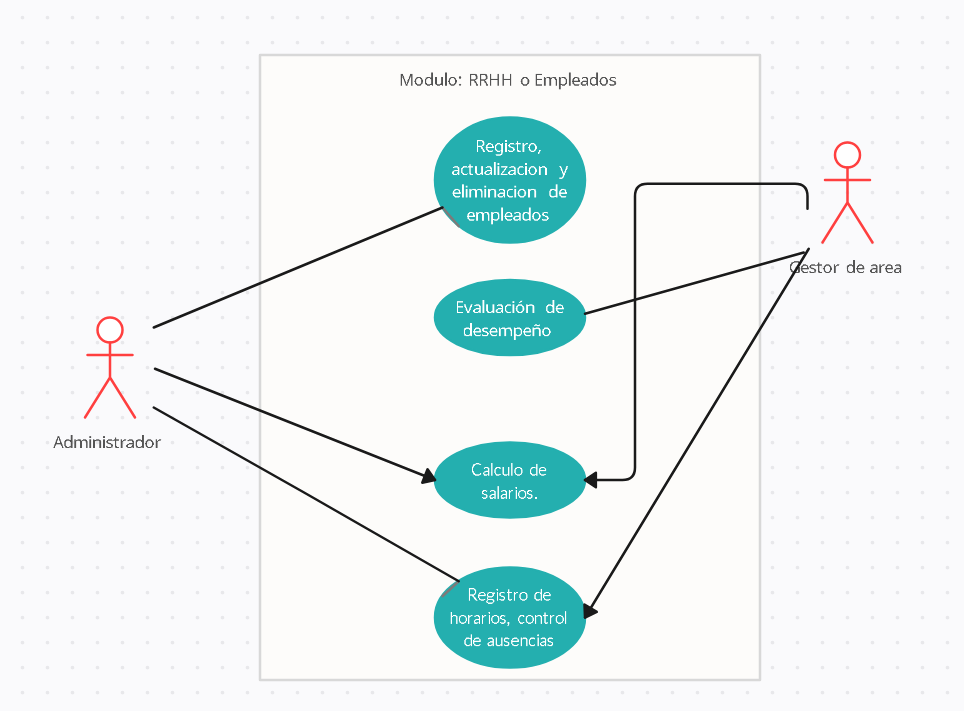 Modulo: RRHH o Empleados
Registro,
actualizacion y
eliminacion de
empleados
Gestor de area
Evaluación de
desempeño
Administrador
Calculo de
salarios.
Registro de
horarios, control
de ausencias